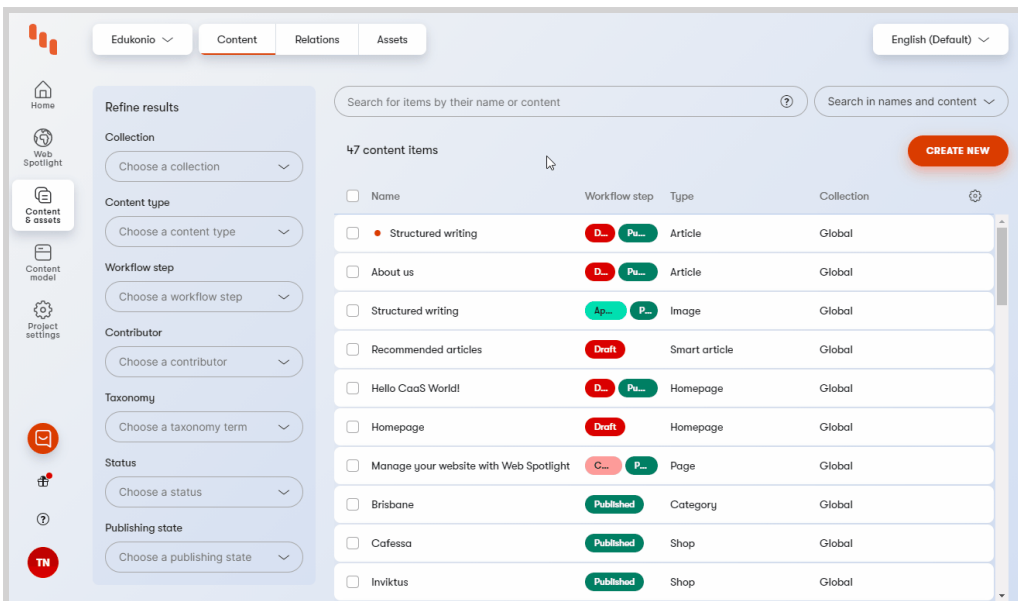 Edukonio
Content
Relations
Assets
English (Default)
Home
Web
Spotlight
Content
& assets
Content
model
Project
settings
TN
Refine results
Collection
Choose a collection
Content type
Choose a content type
Workflow step
Choose a workflow step
Contributor
Choose a contributor
Taxonomy
Choose a taxonomy term
Status
Choose a status
Publishing state
Choose a publishing state
Search for items by their name or content ?
Search in names and content
47 content items
CREATE NEW
Name Workflow step Type Collection
Structured writing D... Pu... Article Global
About us D... Pu... Article Global
Structured writing Ap... P... Image Global
Recommended articles Draft Smart article Global
Hello CaaS World! D... Pu... Homepage Global
Homepage Draft Homepage Global
Manage your website with Web Spotlight C... P... Page Global
Brisbane Published Category Global
Cafessa Published Shop Global
Inviktus Published Shop Global